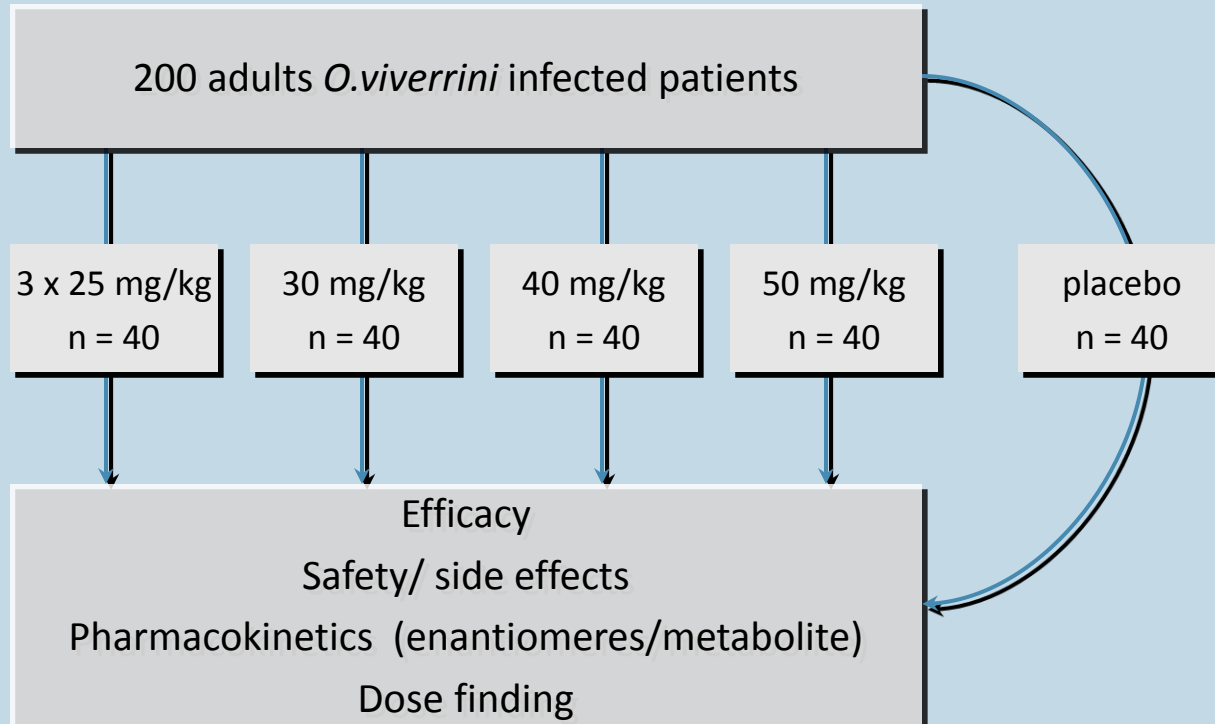 200 adults O.viverrini infected patients
3 x 25 mg/kg
n = 40
30 mg/kg
n = 40
40 mg/kg
n = 40
50 mg/kg
n = 40
placebo
n = 40
Efficacy
Safety/ side effects
Pharmacokinetics (enantiomeres/metabolite)
Dose finding